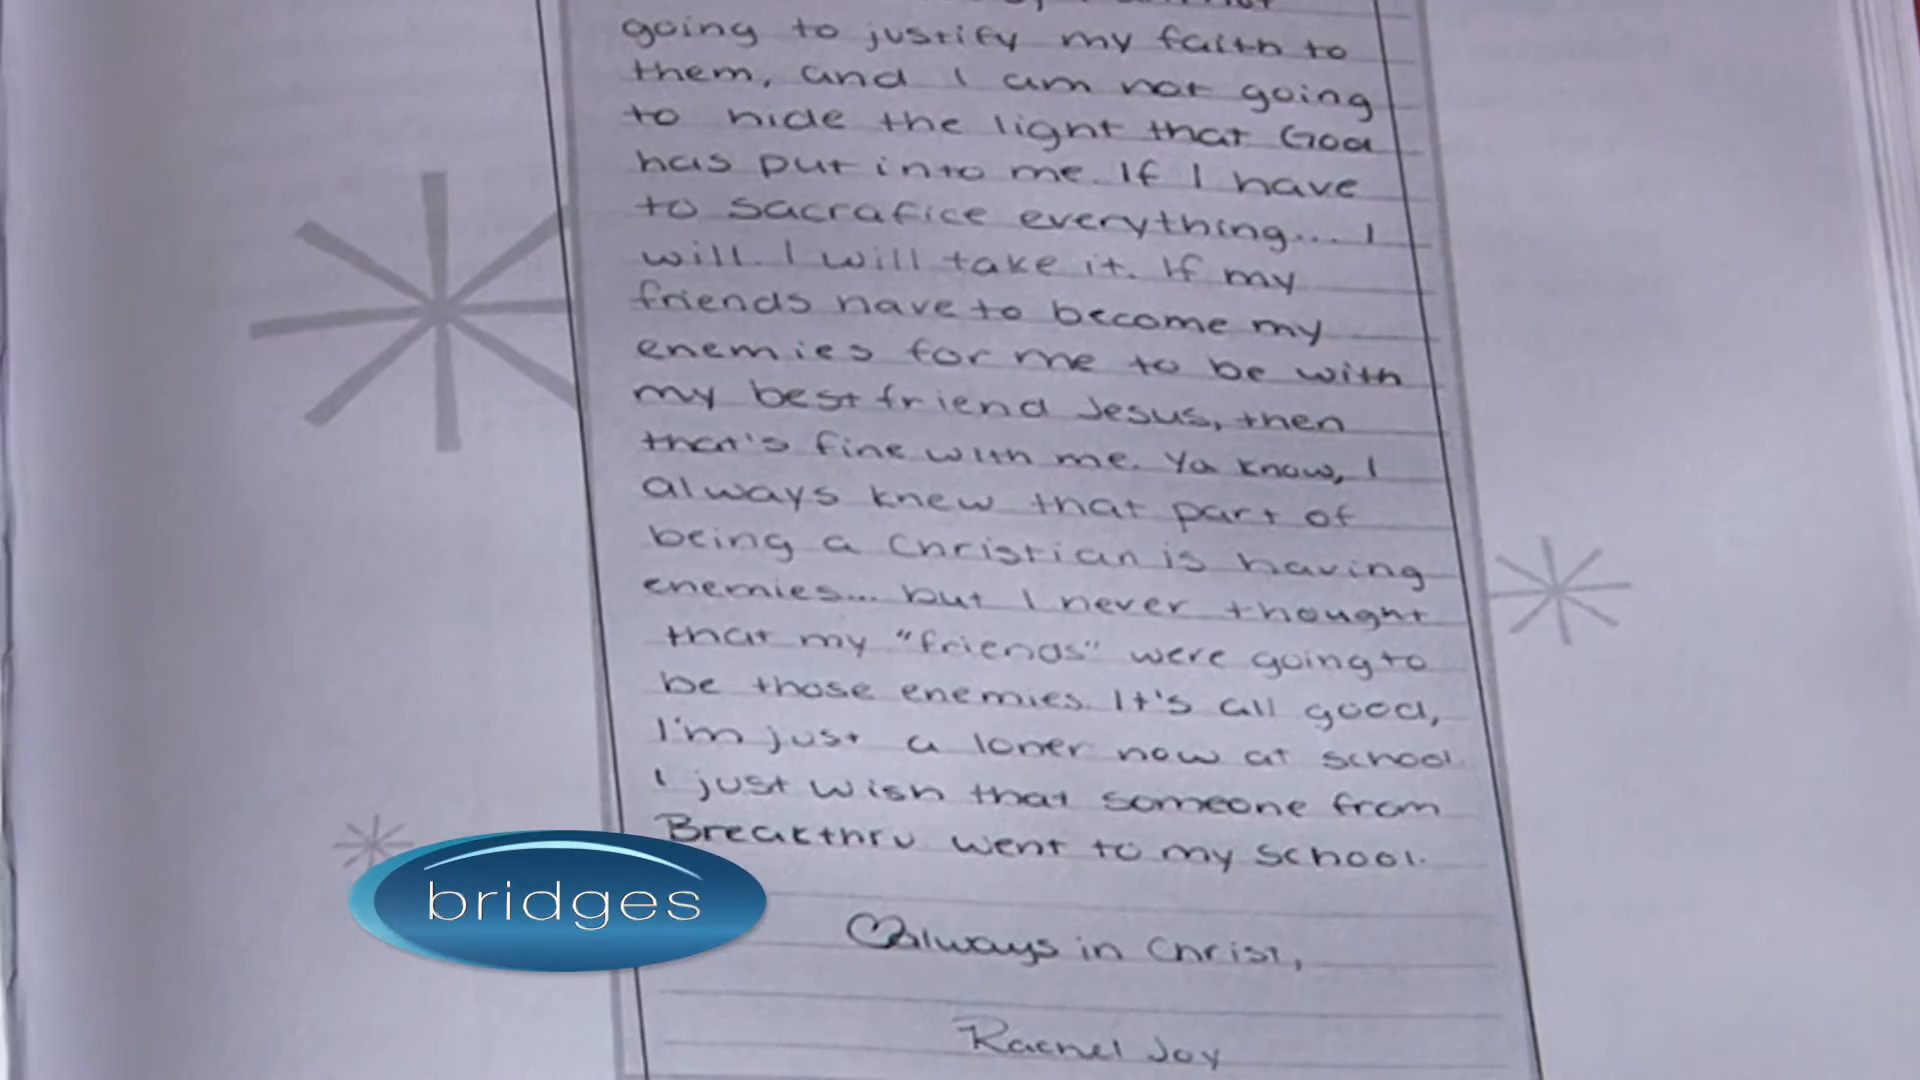 going to justify my faith to
them, and I am not going
to hide the light that God
has put into me. If I have
to sacrafice everything... I
will. I will take it. If my
friends have to become my
enemies for me to be with
my best friend Jesus, then
that's fine with me. Ya know, I
always knew that part of
being a Christian is having
enemies... but I never thought
that my "friends" were going to
be those enemies. It's all good,
I'm just a loner now at school.
I just wish that someone from
Breakthru went to my school.
bridges
always in Christ,
Rachel Joy